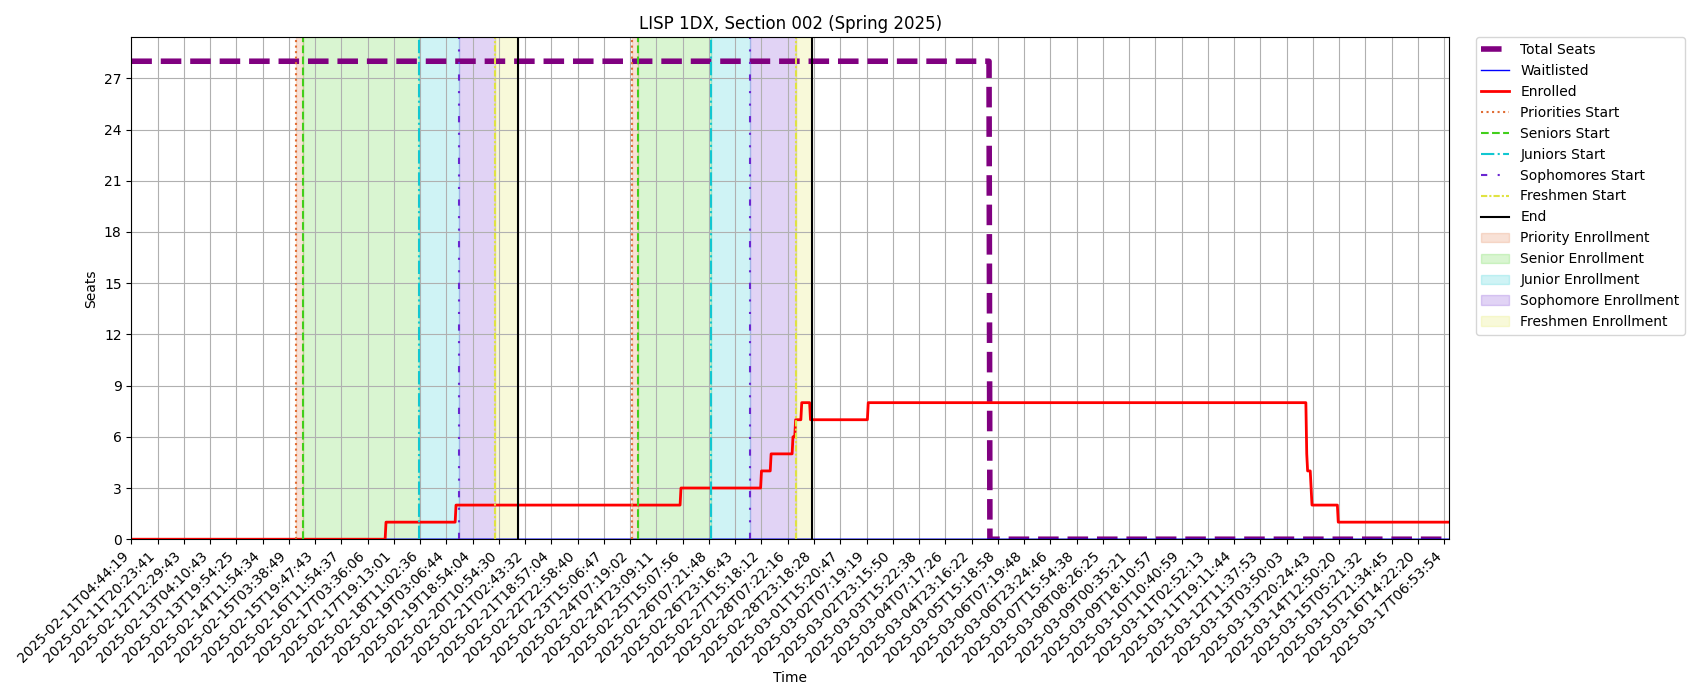 LISP 1DX, Section 002 (Spring 2025)
Total Seats
Waitlisted
Enrolled
Priorities Start
Seniors Start
Juniors Start
Sophomores Start
Freshmen Start
End
Priority Enrollment
Senior Enrollment
Junior Enrollment
Sophomore Enrollment
Freshmen Enrollment
Seats
27
24
21
18
15
12
9
6
3
0
2025-02-11T04:44:19
2025-02-11T20:23:41
2025-02-12T12:29:43
2025-02-13T04:10:43
2025-02-13T19:54:25
2025-02-14T11:54:34
2025-02-15T03:38:49
2025-02-15T19:47:43
2025-02-16T11:54:37
2025-02-17T03:36:06
2025-02-17T19:13:01
2025-02-18T11:02:36
2025-02-19T03:06:44
2025-02-19T18:54:04
2025-02-20T10:54:30
2025-02-21T02:43:32
2025-02-21T18:57:04
2025-02-22T22:58:40
2025-02-23T15:06:47
2025-02-24T07:19:02
2025-02-24T23:09:11
2025-02-25T15:07:56
2025-02-26T07:21:48
2025-02-26T23:16:43
2025-02-27T15:18:12
2025-02-28T07:22:16
2025-02-28T23:18:28
2025-03-01T15:20:47
2025-03-02T07:19:19
2025-03-02T23:15:50
2025-03-03T15:22:38
2025-03-04T07:17:26
2025-03-04T23:16:22
2025-03-05T15:18:58
2025-03-06T07:19:48
2025-03-06T23:24:46
2025-03-07T15:54:38
2025-03-08T08:26:25
2025-03-09T00:35:21
2025-03-09T18:10:57
2025-03-10T10:40:59
2025-03-11T02:52:13
2025-03-11T19:11:44
2025-03-12T11:37:53
2025-03-13T03:50:03
2025-03-13T20:24:43
2025-03-14T12:50:20
2025-03-15T05:21:32
2025-03-15T21:34:45
2025-03-16T14:22:20
2025-03-17T06:53:54
Time